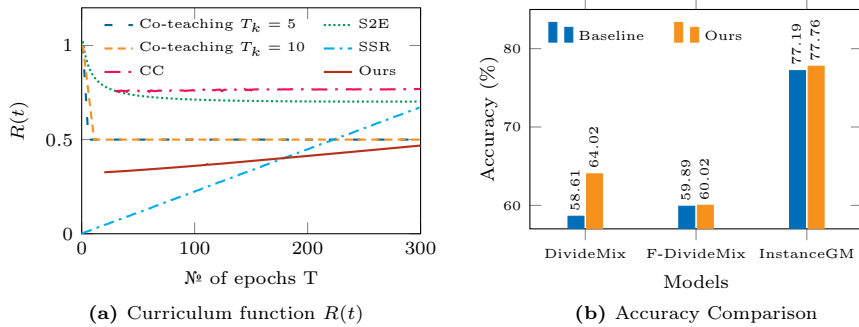 Co-teaching T_k = 5
Co-teaching T_k = 10
CC
S2E
SSR
Ours
1
0.5
0
R(t)
0 100 200 300
№ of epochs T
(a) Curriculum function R(t)
Baseline Ours
80
70
60
Accuracy (%)
58.61
64.02
59.89
60.02
77.19
77.76
DivideMix F-DivideMix InstanceGM
Models
(b) Accuracy Comparison